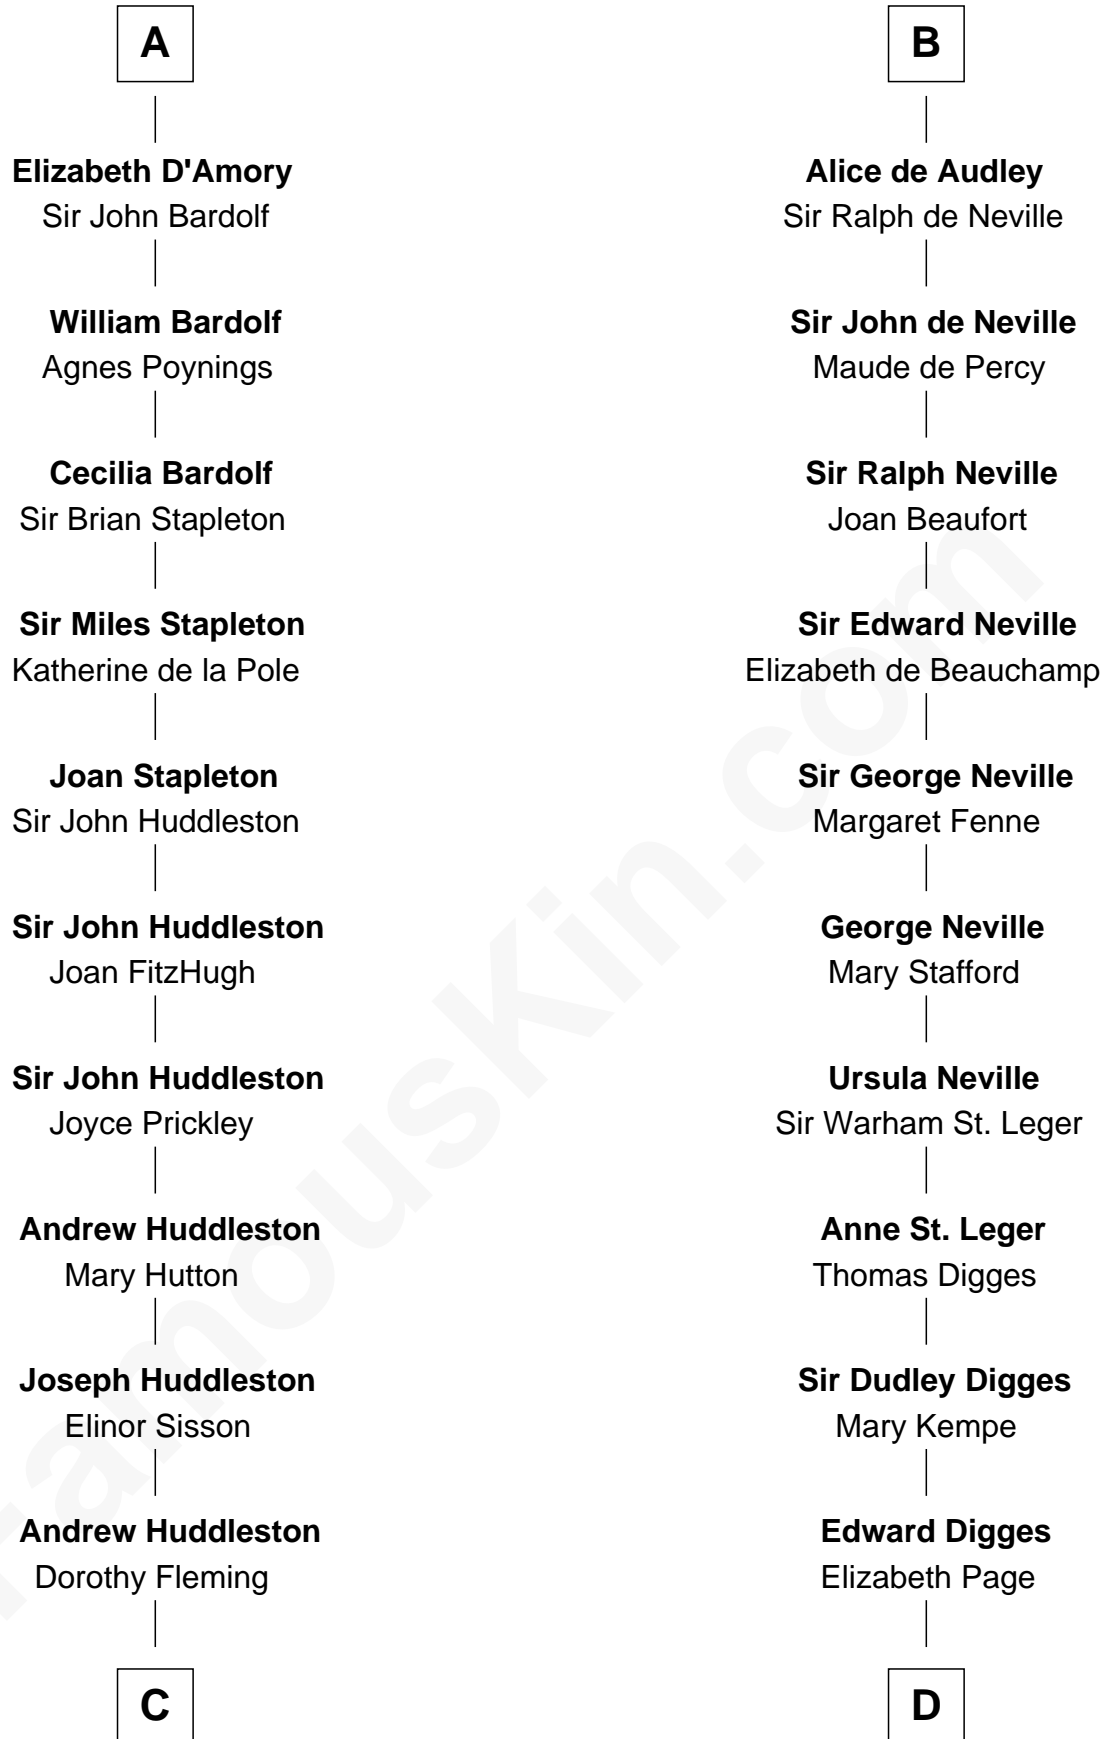 A
Elizabeth D'Amory
Sir John Bardolf
William Bardolf
Agnes Poynings
Cecilia Bardolf
Sir Brian Stapleton
Sir Miles Stapleton
Katherine de la Pole
Joan Stapleton
Sir John Huddleston
Sir John Huddleston
Joan FitzHugh
Sir John Huddleston
Joyce Prickley
Andrew Huddleston
Mary Hutton
Joseph Huddleston
Elinor Sisson
Andrew Huddleston
Dorothy Fleming
C
B
Alice de Audley
Sir Ralph de Neville
Sir John de Neville
Maude de Percy
Sir Ralph Neville
Joan Beaufort
Sir Edward Neville
Elizabeth de Beauchamp
Sir George Neville
Margaret Fenne
George Neville
Mary Stafford
Ursula Neville
Sir Warham St. Leger
Anne St. Leger
Thomas Digges
Sir Dudley Digges
Mary Kempe
Edward Digges
Elizabeth Page
D
FamousKin.com